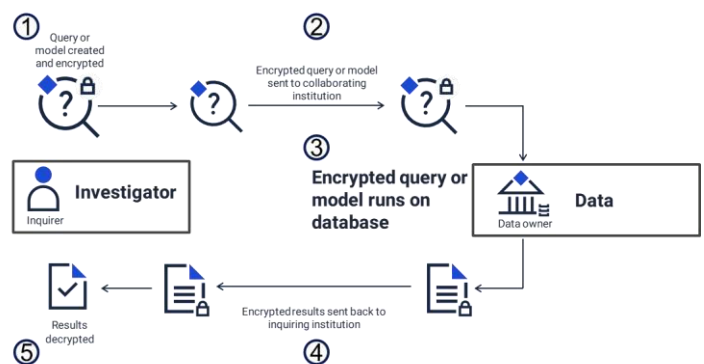 1
Query or
model created
and encrypted
2
Encrypted query or model
sent to collaborating
institution
?
?
?
3
Encrypted query or
model runs on
database
Investigator
Inquirer
Data
Data owner
Results
decrypted
5
Encrypted results sent back to
inquiring institution
4